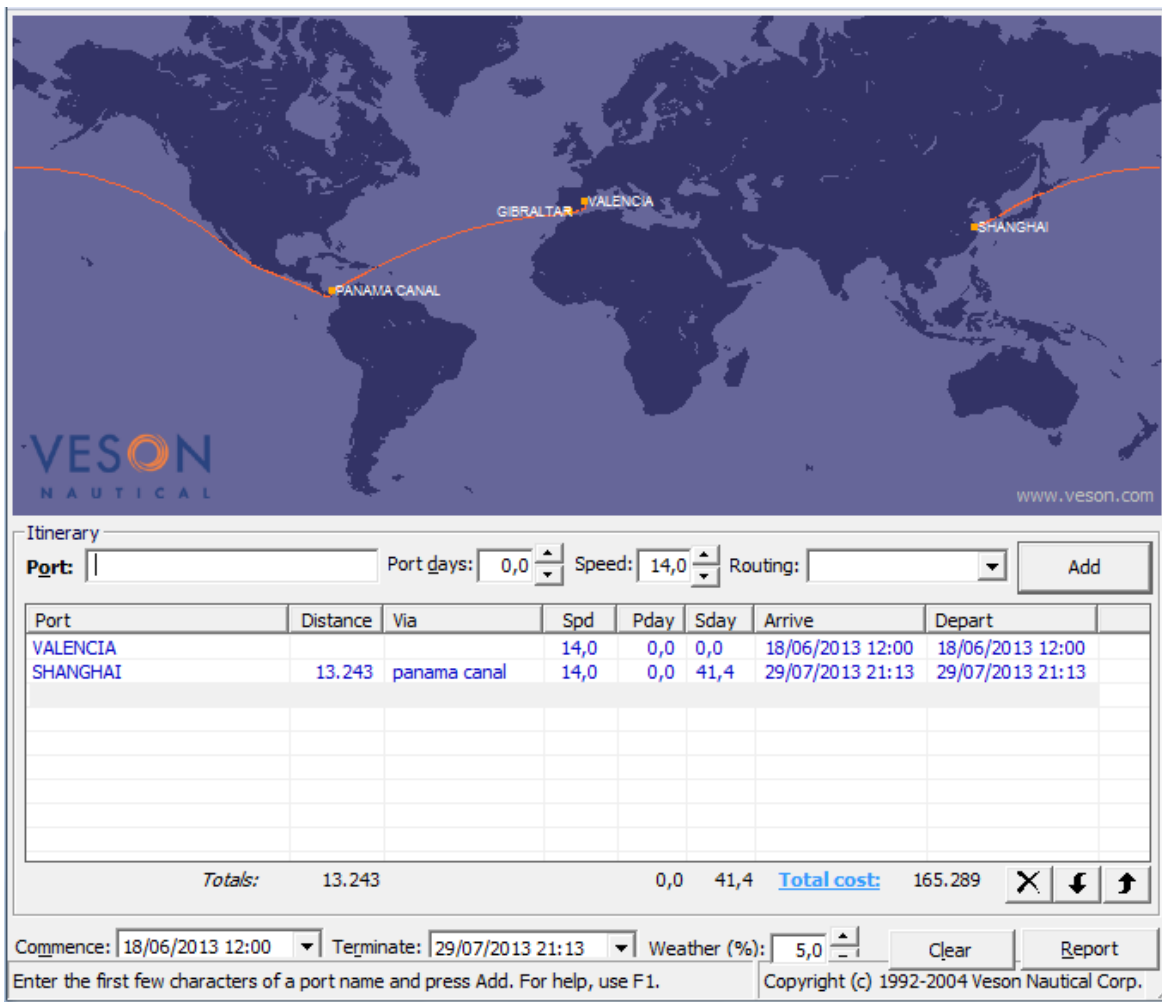 GIBRALTAR
VALENCIA
SHANGHAI
PANAMA CANAL
VESON
NAUTICAL
www.veson.com
Itinerary
Port: Port days: 0,0 Speed: 14,0 Routing: Add
Port Distance Via Spd Pday Sday Arrive Depart
VALENCIA 14,0 0,0 0,0 18/06/2013 12:00 18/06/2013 12:00
SHANGHAI 13.243 panama canal 14,0 0,0 41,4 29/07/2013 21:13 29/07/2013 21:13
Totals: 13.243 0,0 41,4 Total cost: 165.289
Commence: 18/06/2013 12:00 Terminate: 29/07/2013 21:13 Weather (%): 5,0 Clear Report
Enter the first few characters of a port name and press Add. For help, use F1. Copyright (c) 1992-2004 Veson Nautical Corp.